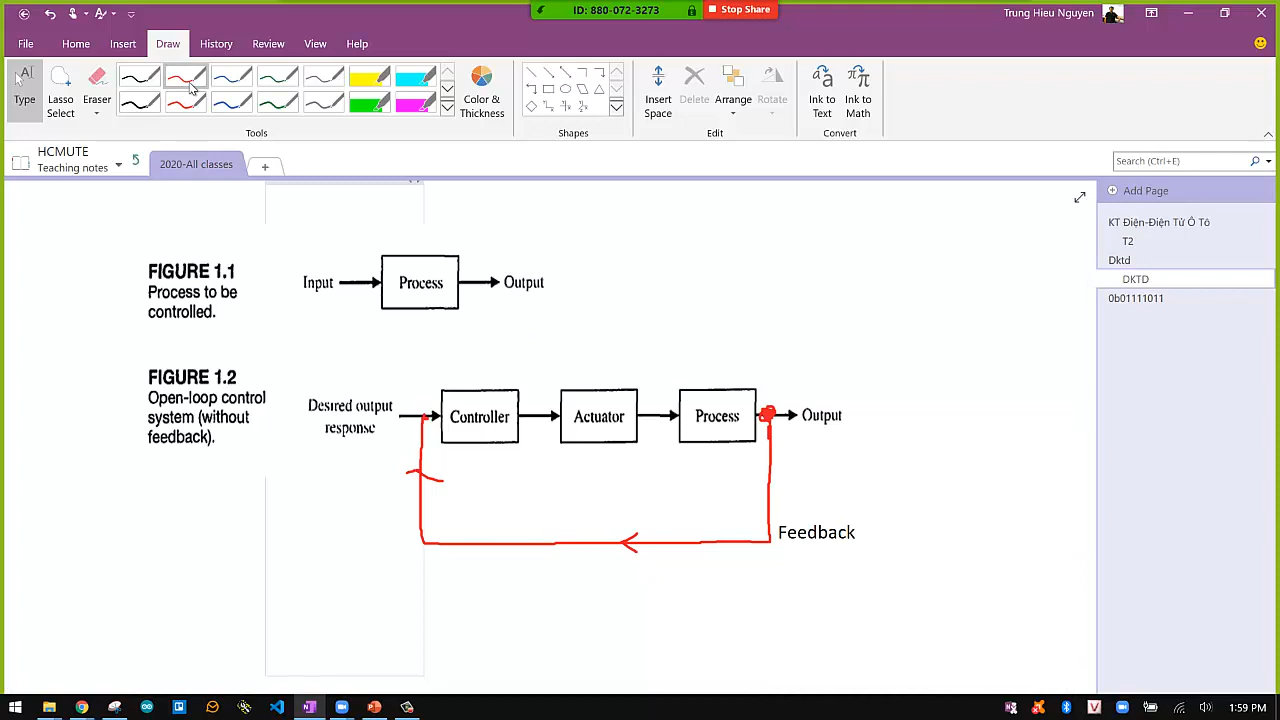 ID: 880-072-3273
Stop Share
Trung Hieu Nguyen
File
Home
Insert
Draw
History
Review
View
Help
Type
Lasso
Select
Eraser
Color &
Thickness
Insert
Space
Delete
Arrange
Rotate
Ink to
Text
Ink to
Math
Tools
Shapes
Edit
Convert
HCMUTE
Teaching notes
5
2020-All classes
Search (Ctrl+E)
Add Page
KT Điện-Điện Tử Ô Tô
T2
Dktd
DKTD
0b01111011
FIGURE 1.1
Process to be
controlled.
Input
Process
Output
FIGURE 1.2
Open-loop control
system (without
feedback).
Desired output
response
Controller
Actuator
Process
Output
Feedback
1:59 PM